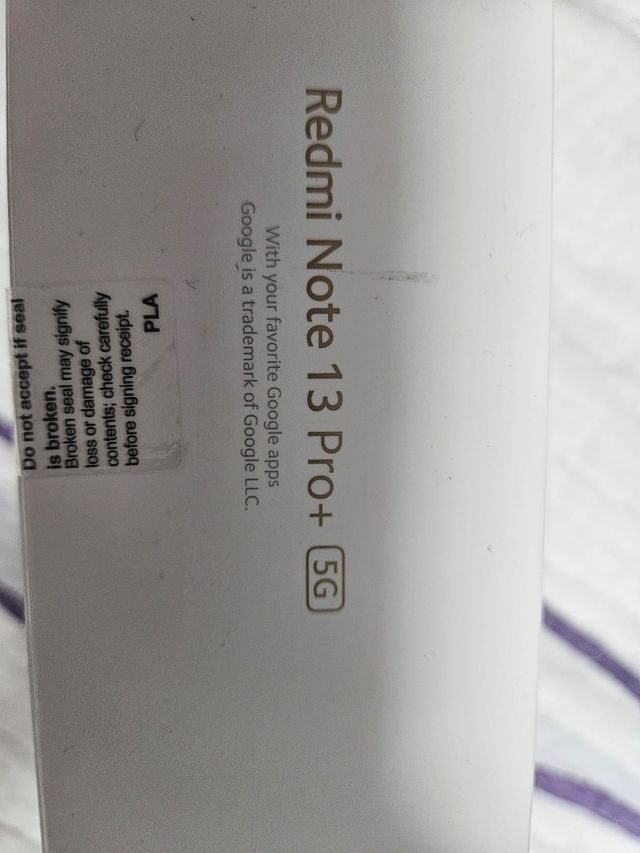 Redmi Note 13 Pro+ 5G
With your favorite Google apps
Google is a trademark of Google LLC.
Do not accept if seal
is broken.
Broken seal may signify
loss or damage of
contents; check carefully
before signing receipt.
PLA